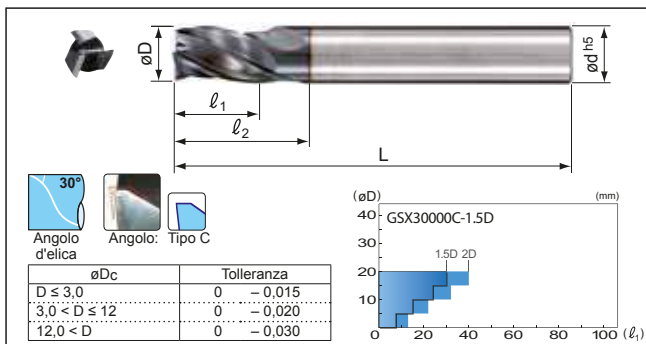 øD
ød h5
ℓ1
ℓ2
L
30°
Angolo d'elica
Angolo:
Tipo C
øDc Tolleranza
D ≤ 3,0 0 – 0,015
3,0 < D ≤ 12 0 – 0,020
12,0 < D 0 – 0,030
(øD) (mm)
GSX30000C-1.5D
40
30
20
10
1.5D 2D
0 20 40 60 80 100 (ℓ1)